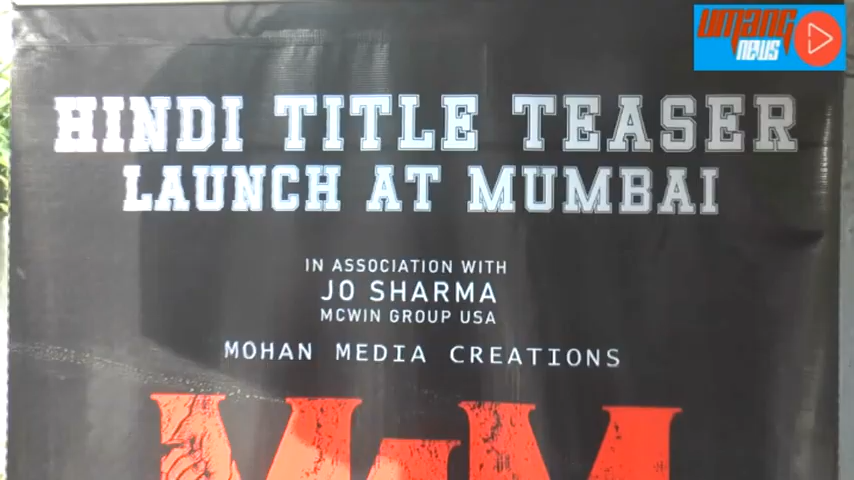 umang
news
HINDI TITLE TEASER
LAUNCH AT MUMBAI
IN ASSOCIATION WITH
JO SHARMA
MCWIN GROUP USA
MOHAN MEDIA CREATIONS